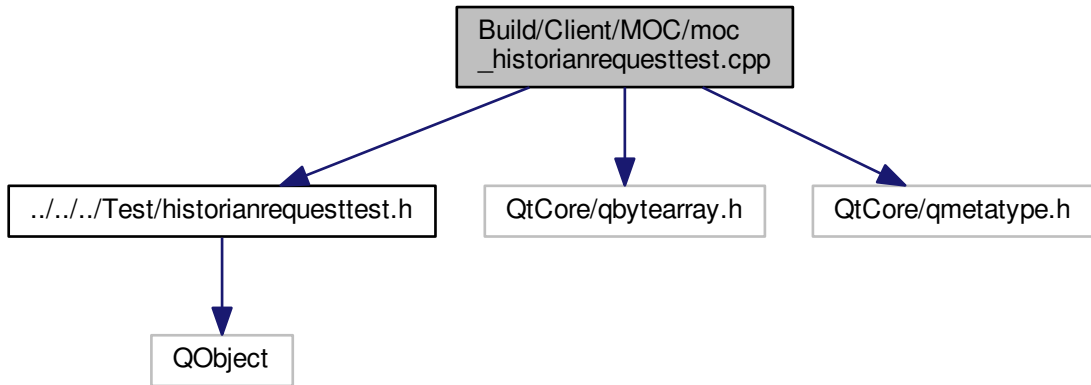 Build/Client/MOC/moc
_historianrequesttest.cpp
../../../Test/historianrequesttest.h
QtCore/qbytearray.h
QtCore/qmetatype.h
QObject